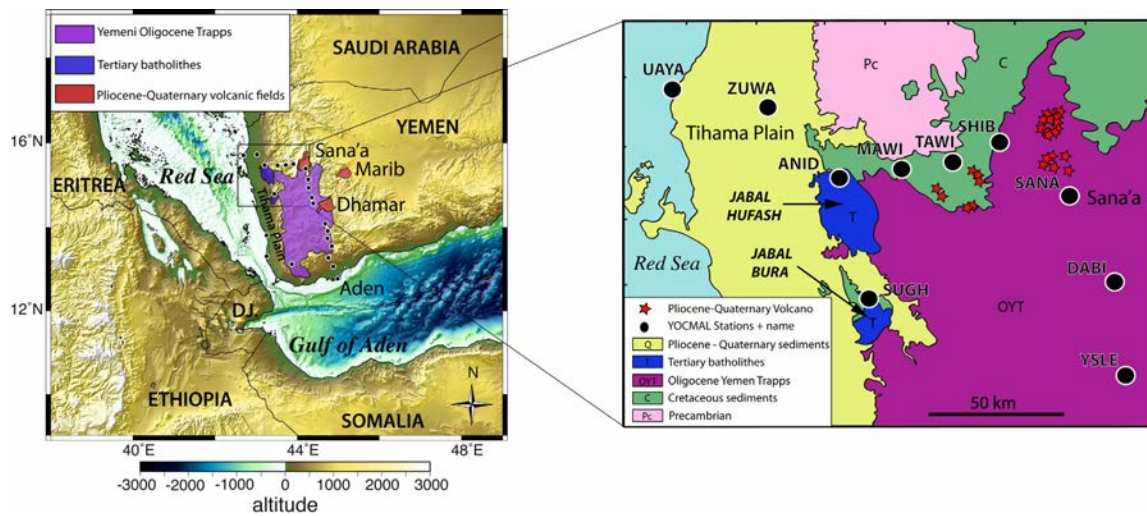 Yemeni Oligocene Trapps
Tertiary batholithes
Pliocene-Quaternary volcanic fields
SAUDI ARABIA
YEMEN
16°N
Sana'a
Marib
Red Sea
ERITREA
Tihama Plain
Dhamar
12°N
Aden
DJ.
Gulf of Aden
N
ETHIOPIA
SOMALIA
40°E
44°E
48°E
-3000 -2000 -1000 0 1000 2000 3000
altitude
Pc
C
UAYA
ZUWA
Tihama Plain
SHIB
TAWI
MAWI
ANID
SANA
Sana'a
JABAL
HUFASH
T
JABAL
BURA
Red Sea
SUGH
DABI
T
OYT
YSLE
Pliocene-Quaternary Volcano
YOCMAL Stations + name
Q Pliocene - Quaternary sediments
T Tertiary batholithes
OYT Oligocene Yemen Trapps
C Cretaceous sediments
Pc Precambrian
50 km